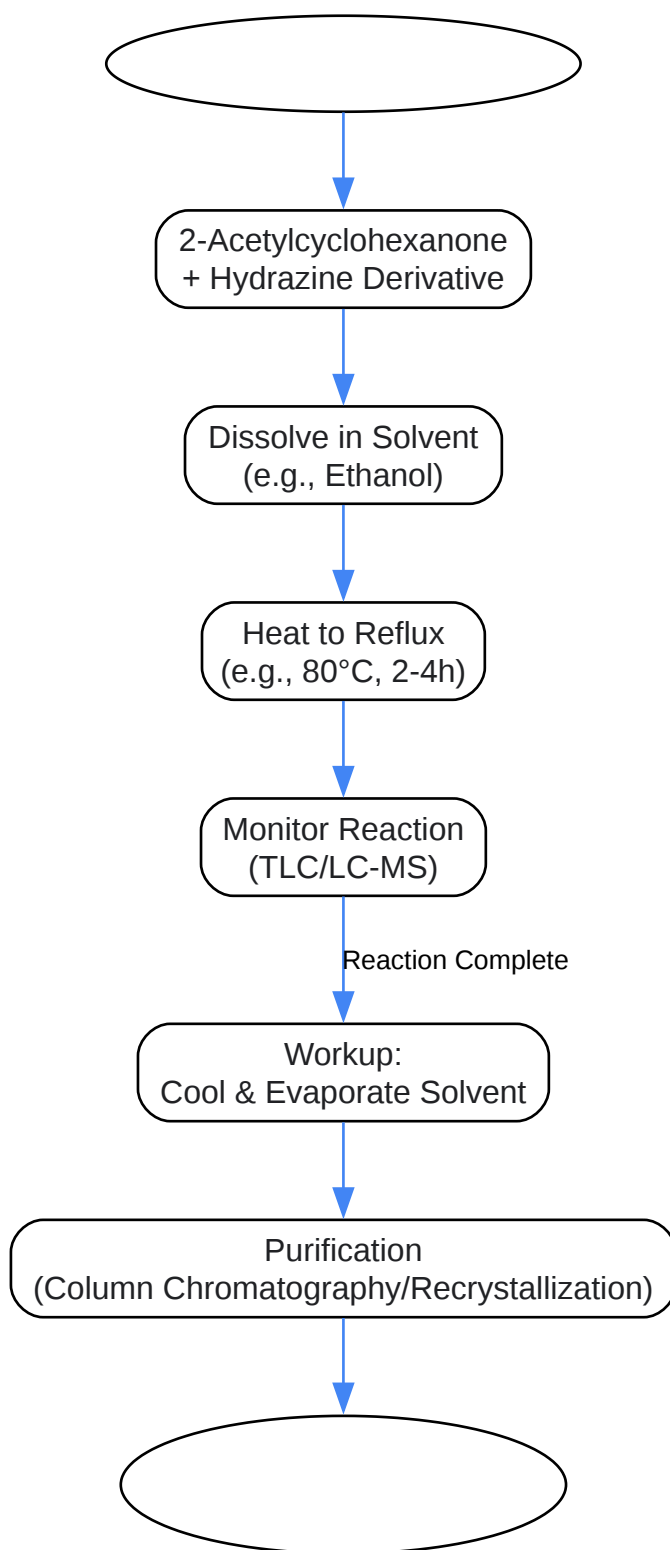 2-Acetylcyclohexanone
+ Hydrazine Derivative
Dissolve in Solvent
(e.g., Ethanol)
Heat to Reflux
(e.g., 80°C, 2-4h)
Monitor Reaction
(TLC/LC-MS)
Reaction Complete
Workup:
Cool & Evaporate Solvent
Purification
(Column Chromatography/Recrystallization)